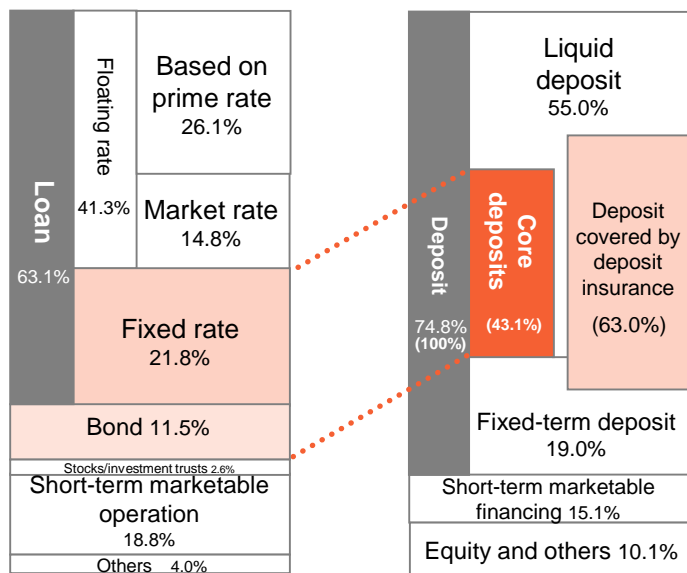 Loan
63.1%
Floating rate
41.3%
Based on
prime rate
26.1%
Market rate
14.8%
Fixed rate
21.8%
Bond 11.5%
Stocks/investment trusts 2.6%
Short-term marketable
operation
18.8%
Others 4.0%
Deposit
74.8%
(100%)
Liquid
deposit
55.0%
Core
deposits
(43.1%)
Deposit
covered by
deposit
insurance
(63.0%)
Fixed-term deposit
19.0%
Short-term marketable
financing 15.1%
Equity and others 10.1%